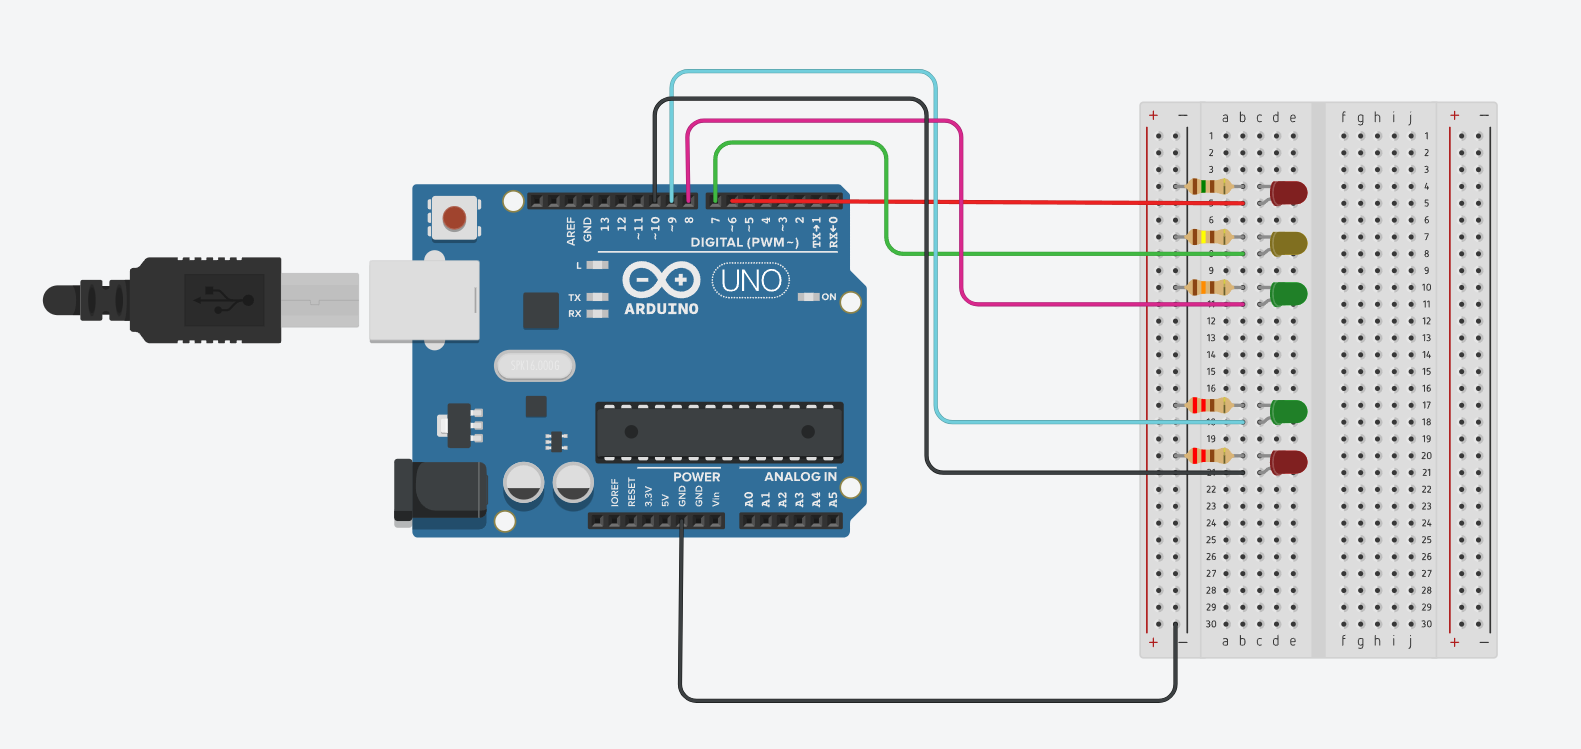 AREF
GND
13
12
~11
~10
~9
8
7
~6
~5
4
~3
2
TX→1
RX←0
DIGITAL (PWM~)
L
TX
RX
ARDUINO
UNO
ON
POWER
ANALOG IN
IOREF
RESET
3.3V
5V
GND
GND
Vin
A0
A1
A2
A3
A4
A5
+ − a b c d e f g h i j + −
1 1
2 2
3 3
4 4
5 5
6 6
7 7
8 8
9 9
10 10
11 11
12 12
13 13
14 14
15 15
16 16
17 17
18 18
19 19
20 20
21 21
22 22
23 23
24 24
25 25
26 26
27 27
28 28
29 29
30 30
+ − a b c d e f g h i j + −